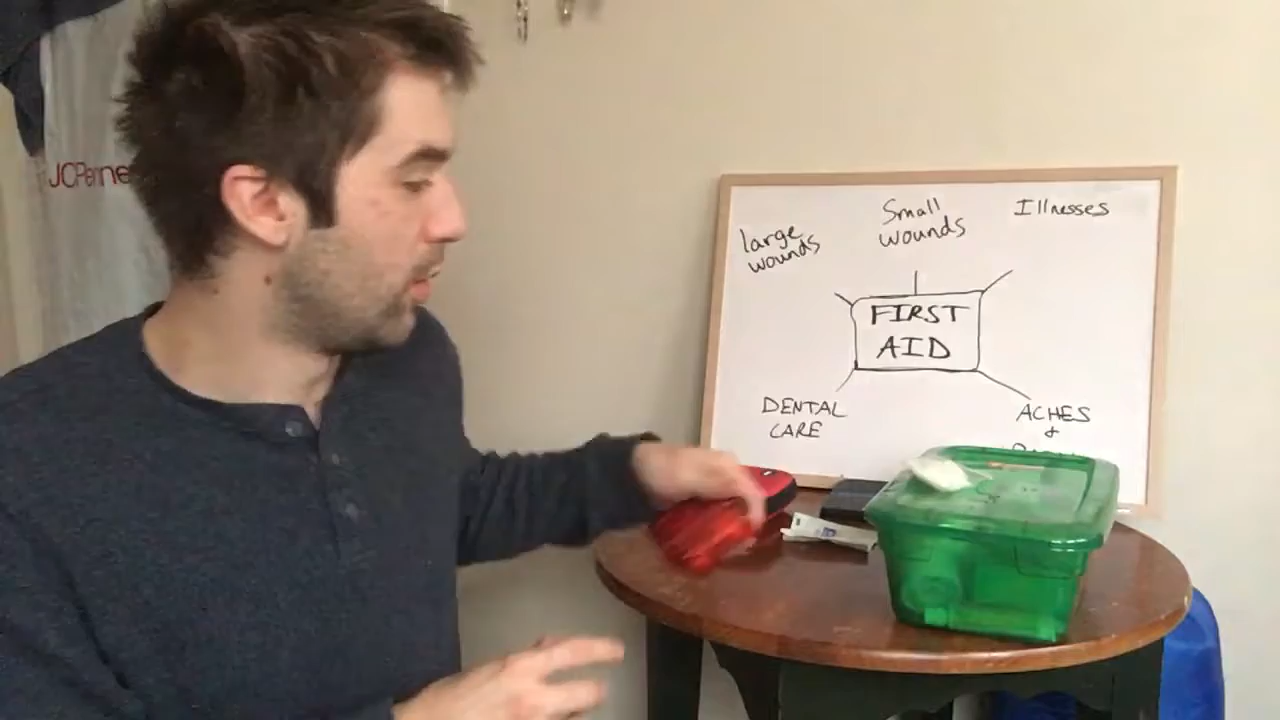 JCPenne
large
wounds
Small
wounds
Illnesses
FIRST
AID
DENTAL
CARE
ACHES
+